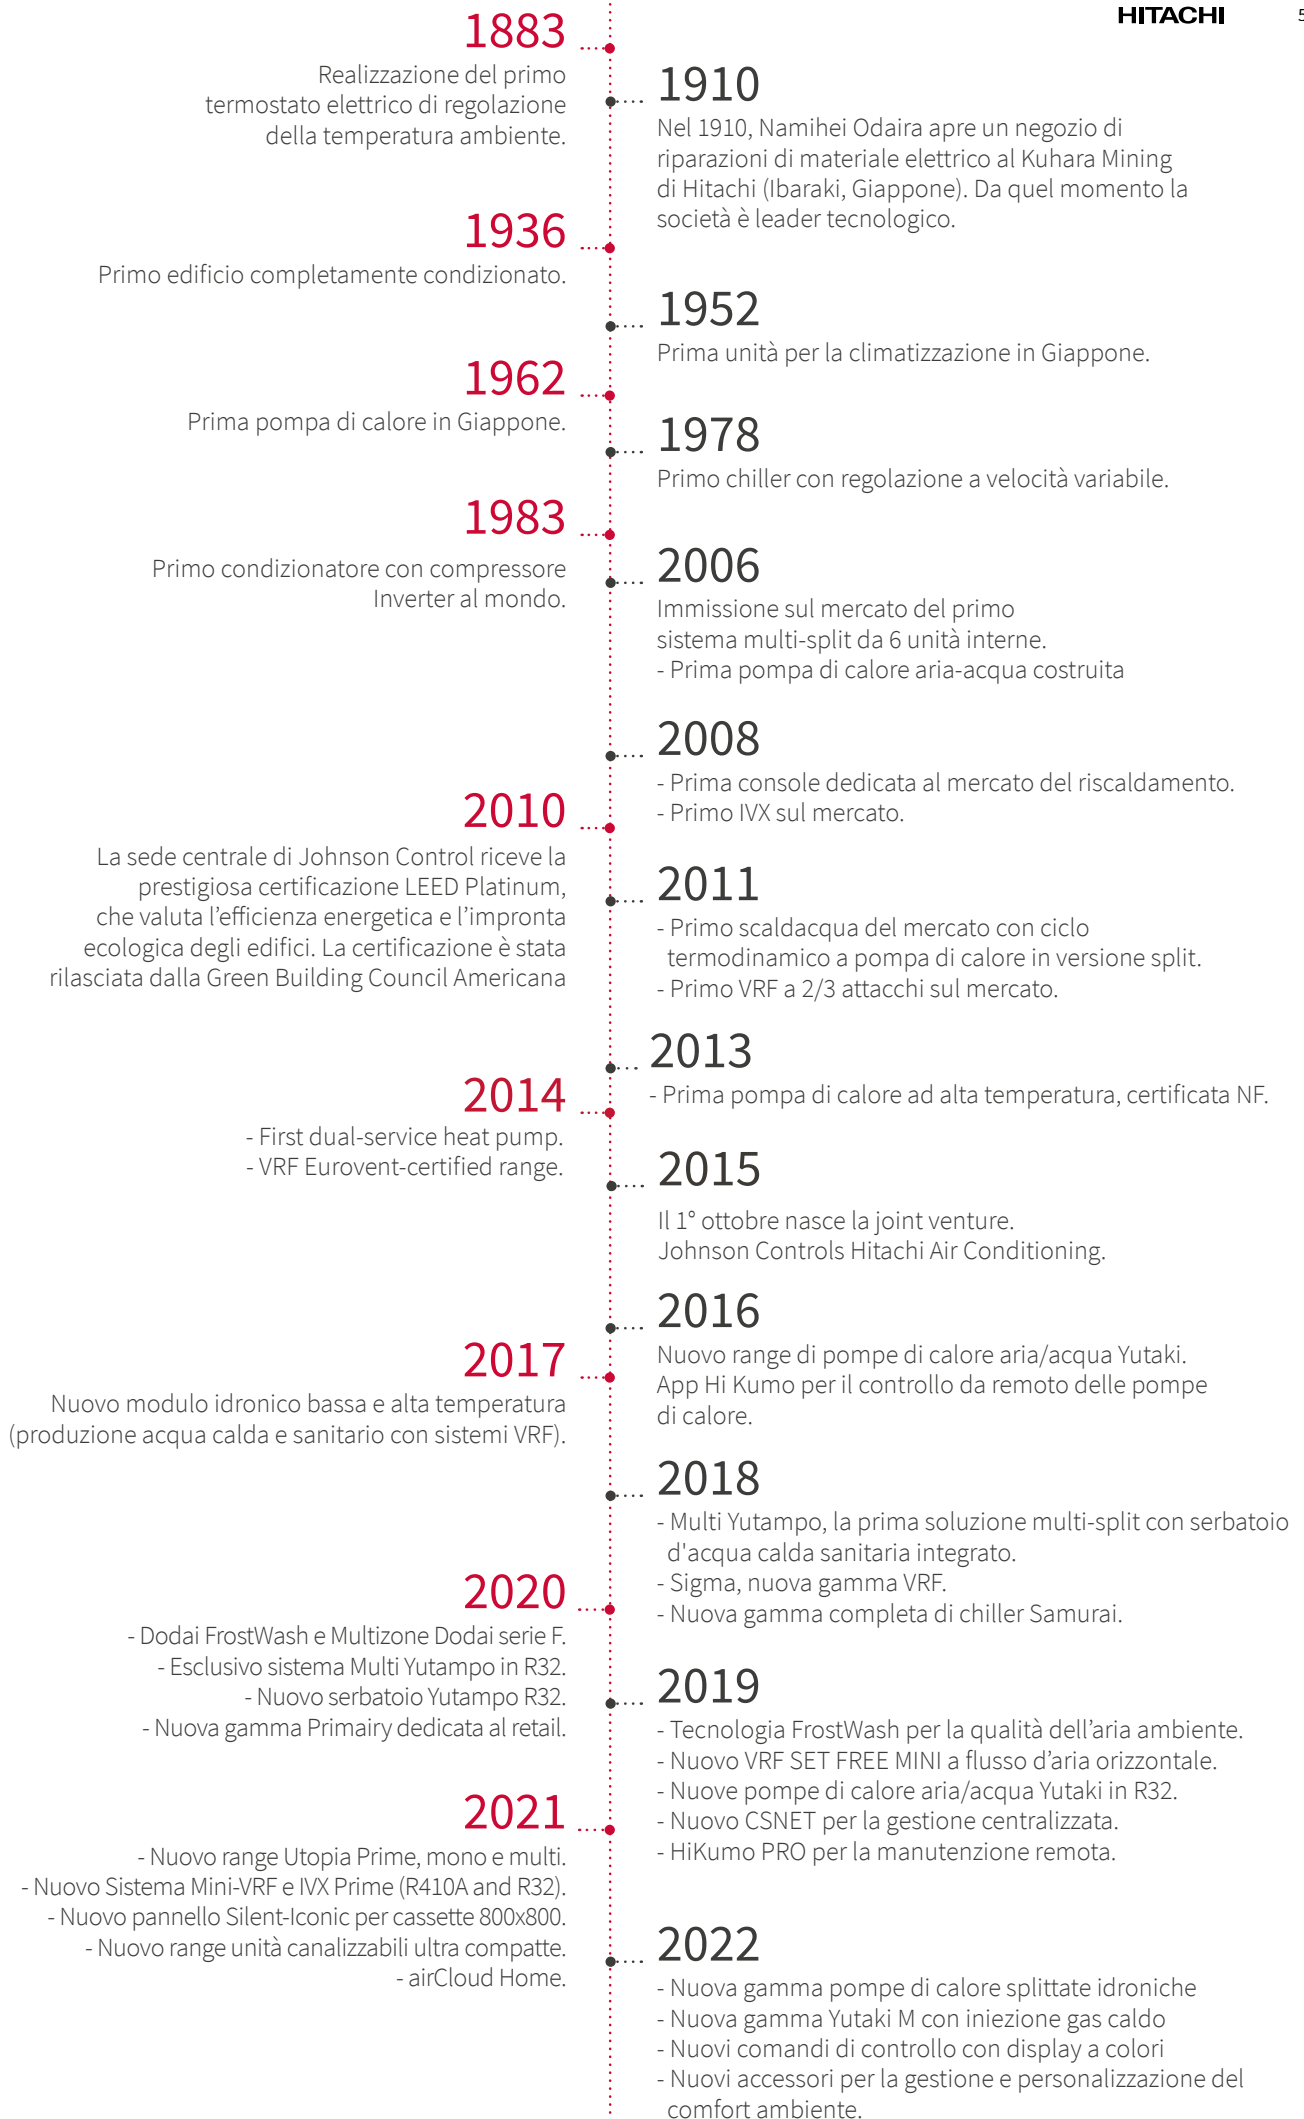 HITACHI
5
1883
Realizzazione del primo
termostato elettrico di regolazione
della temperatura ambiente.
1910
Nel 1910, Namihei Odaira apre un negozio di
riparazioni di materiale elettrico al Kuhara Mining
di Hitachi (Ibaraki, Giappone). Da quel momento la
società è leader tecnologico.
1936
Primo edificio completamente condizionato.
1952
Prima unità per la climatizzazione in Giappone.
1962
Prima pompa di calore in Giappone.
1978
Primo chiller con regolazione a velocità variabile.
1983
Primo condizionatore con compressore
Inverter al mondo.
2006
Immissione sul mercato del primo
sistema multi-split da 6 unità interne.
- Prima pompa di calore aria-acqua costruita
2008
- Prima console dedicata al mercato del riscaldamento.
- Primo IVX sul mercato.
2010
La sede centrale di Johnson Control riceve la
prestigiosa certificazione LEED Platinum,
che valuta l’efficienza energetica e l’impronta
ecologica degli edifici. La certificazione è stata
rilasciata dalla Green Building Council Americana
2011
- Primo scaldacqua del mercato con ciclo
termodinamico a pompa di calore in versione split.
- Primo VRF a 2/3 attacchi sul mercato.
2013
- Prima pompa di calore ad alta temperatura, certificata NF.
2014
- First dual-service heat pump.
- VRF Eurovent-certified range.
2015
Il 1° ottobre nasce la joint venture.
Johnson Controls Hitachi Air Conditioning.
2016
Nuovo range di pompe di calore aria/acqua Yutaki.
App Hi Kumo per il controllo da remoto delle pompe
di calore.
2017
Nuovo modulo idronico bassa e alta temperatura
(produzione acqua calda e sanitario con sistemi VRF).
2018
- Multi Yutampo, la prima soluzione multi-split con serbatoio
d'acqua calda sanitaria integrato.
- Sigma, nuova gamma VRF.
- Nuova gamma completa di chiller Samurai.
2020
- Dodai FrostWash e Multizone Dodai serie F.
- Esclusivo sistema Multi Yutampo in R32.
- Nuovo serbatoio Yutampo R32.
- Nuova gamma Primairy dedicata al retail.
2019
- Tecnologia FrostWash per la qualità dell’aria ambiente.
- Nuovo VRF SET FREE MINI a flusso d’aria orizzontale.
- Nuove pompe di calore aria/acqua Yutaki in R32.
- Nuovo CSNET per la gestione centralizzata.
- HiKumo PRO per la manutenzione remota.
2021
- Nuovo range Utopia Prime, mono e multi.
- Nuovo Sistema Mini-VRF e IVX Prime (R410A and R32).
- Nuovo pannello Silent-Iconic per cassette 800x800.
- Nuovo range unità canalizzabili ultra compatte.
- airCloud Home.
2022
- Nuova gamma pompe di calore splittate idroniche
- Nuova gamma Yutaki M con iniezione gas caldo
- Nuovi comandi di controllo con display a colori
- Nuovi accessori per la gestione e personalizzazione del
comfort ambiente.